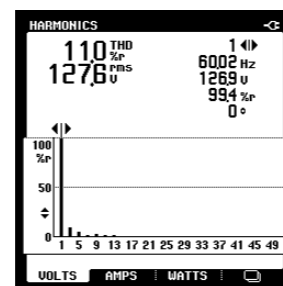 HARMONICS
11,0 THD %r
127,6 rms V
1
60,02 Hz
126,9 V
99,4 %r
0°
100
%r
50
0
1 5 9 13 17 21 25 29 33 37 41 45 49
VOLTS AMPS WATTS